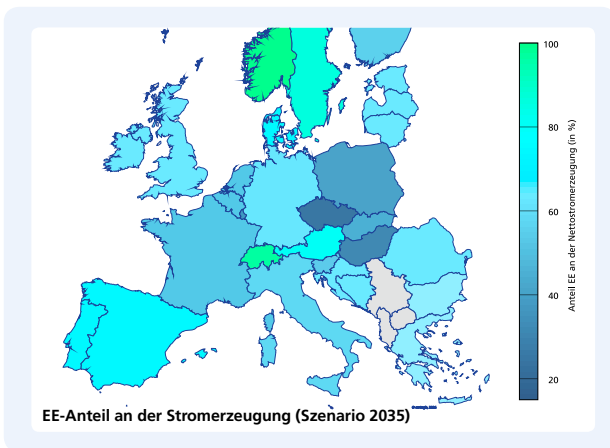 100
80
60
40
20
Anteil EE an der Nettostromerzeugung (in %)
EE-Anteil an der Stromerzeugung (Szenario 2035)